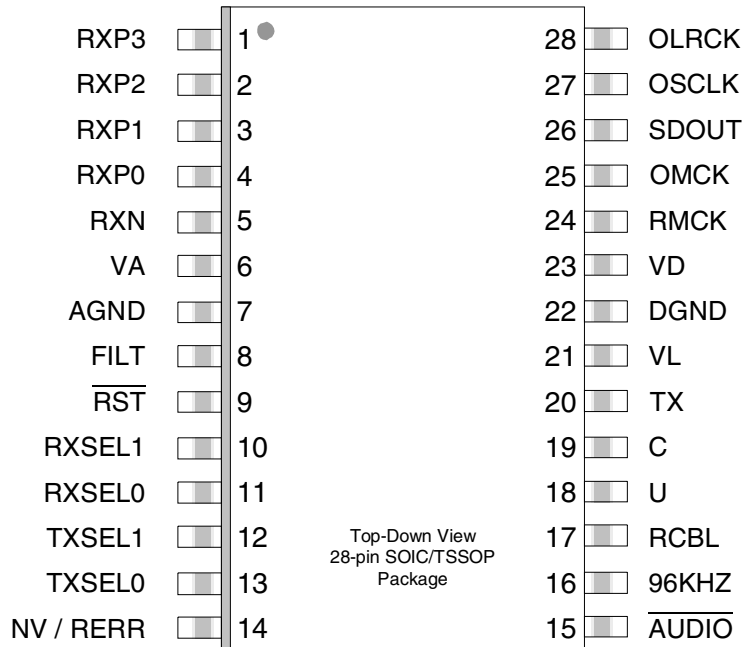 RXP3 1 28 OLRCK
RXP2 2 27 OSCLK
RXP1 3 26 SDOUT
RXP0 4 25 OMCK
RXN 5 24 RMCK
VA 6 23 VD
AGND 7 22 DGND
FILT 8 21 VL
RST 9 20 TX
RXSEL1 10 19 C
RXSEL0 11 18 U
TXSEL1 12 Top-Down View 17 RCBL
28-pin SOIC/TSSOP
TXSEL0 13 Package 16 96KHZ
NV / RERR 14 15 AUDIO